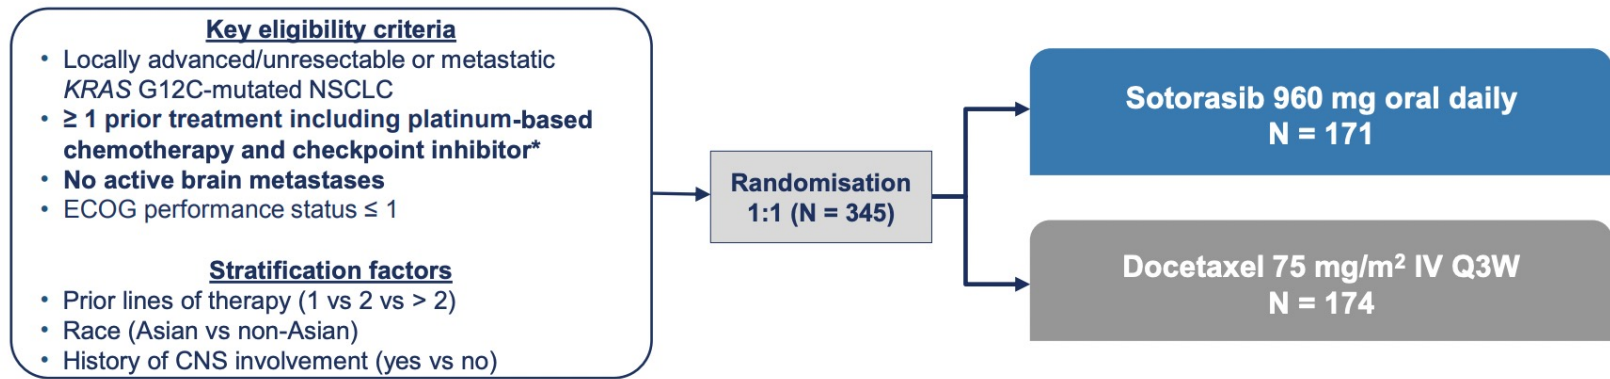 Key eligibility criteria
• Locally advanced/unresectable or metastatic
KRAS G12C-mutated NSCLC
• ≥ 1 prior treatment including platinum-based
chemotherapy and checkpoint inhibitor*
• No active brain metastases
• ECOG performance status ≤ 1
Stratification factors
• Prior lines of therapy (1 vs 2 vs > 2)
• Race (Asian vs non-Asian)
• History of CNS involvement (yes vs no)
Randomisation
1:1 (N = 345)
Sotorasib 960 mg oral daily
N = 171
Docetaxel 75 mg/m² IV Q3W
N = 174